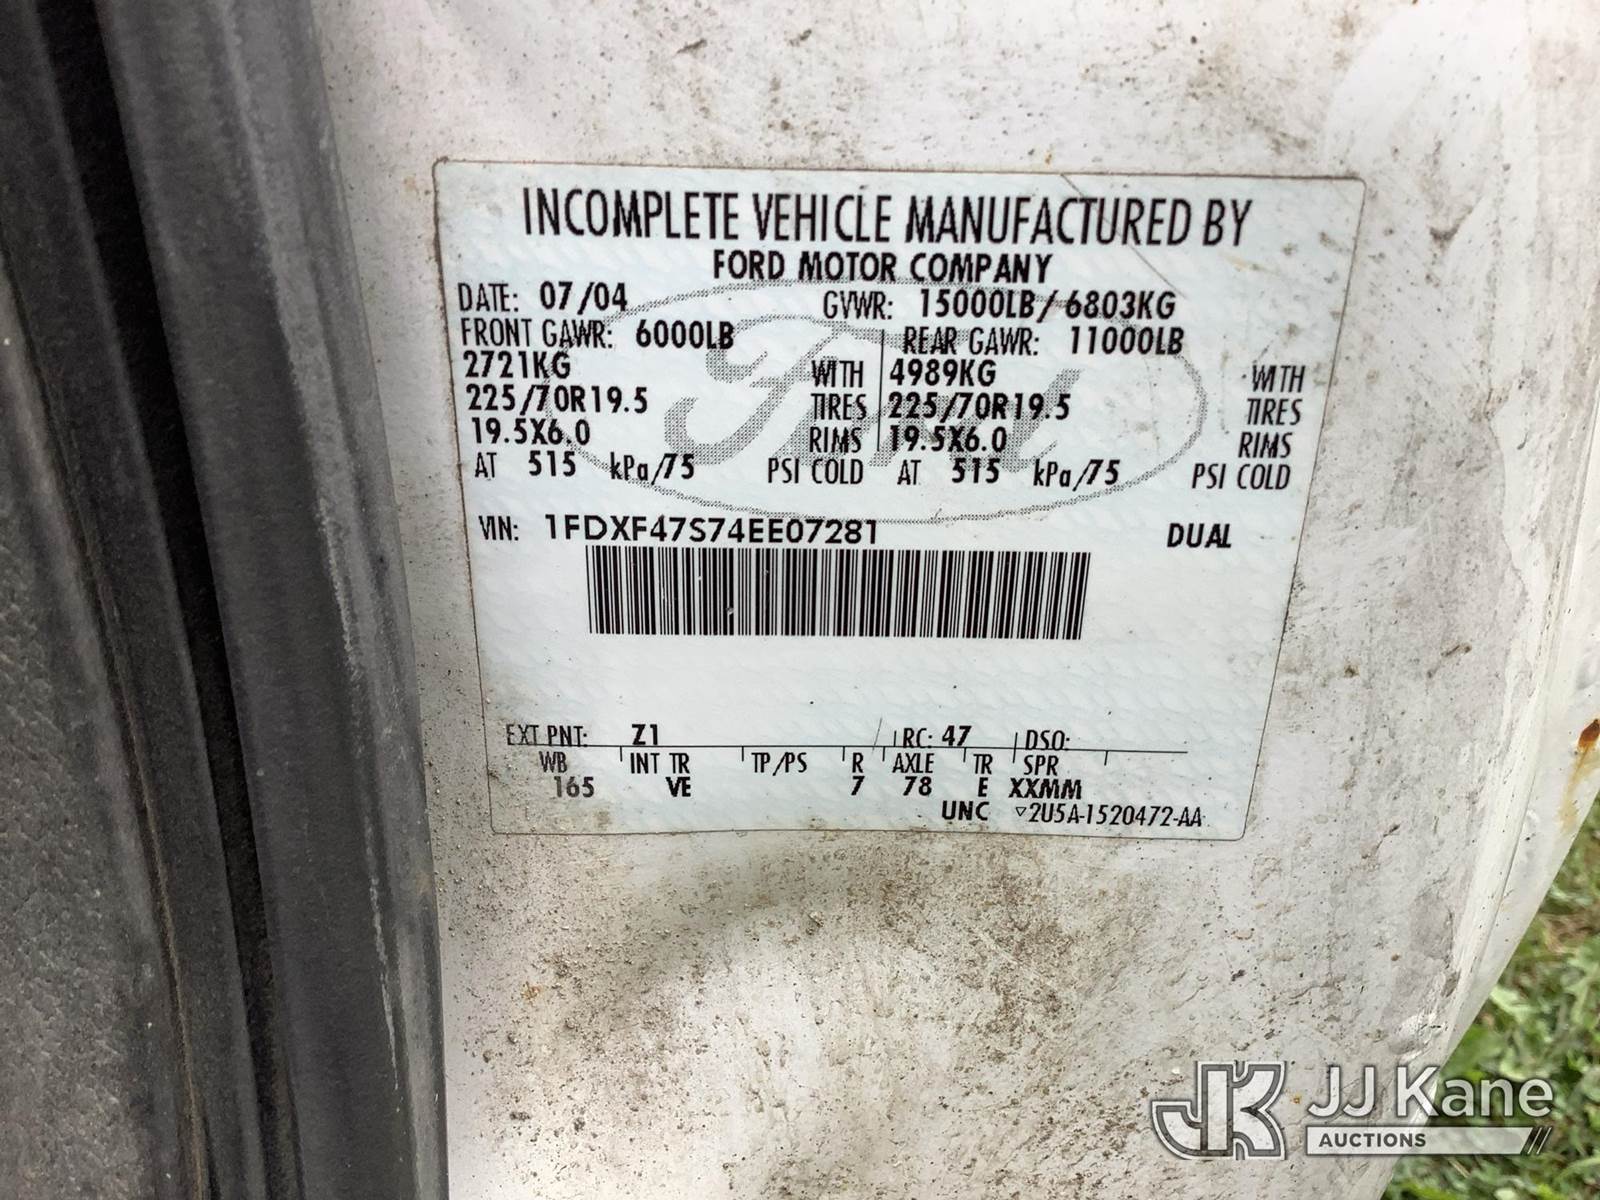 INCOMPLETE VEHICLE MANUFACTURED BY
FORD MOTOR COMPANY
DATE: 07/04 GVWR: 15000LB / 6803KG
FRONT GAWR: 6000LB REAR GAWR: 11000LB
2721KG WITH 4989KG WITH
225/70R19.5 TIRES 225/70R19.5 TIRES
19.5X6.0 RIMS 19.5X6.0 RIMS
AT 515 kPa/75 PSI COLD AT 515 kPa/75 PSI COLD
VIN: 1FDXF47S74EE07281 DUAL
EXT PNT: Z1 RC: 47 DSO:
WB INT TR TP/PS R AXLE TR SPR
165 VE 7 78 E XXMM
UNC ▽2U5A-1520472-AA
Ford
JK JJ Kane
AUCTIONS